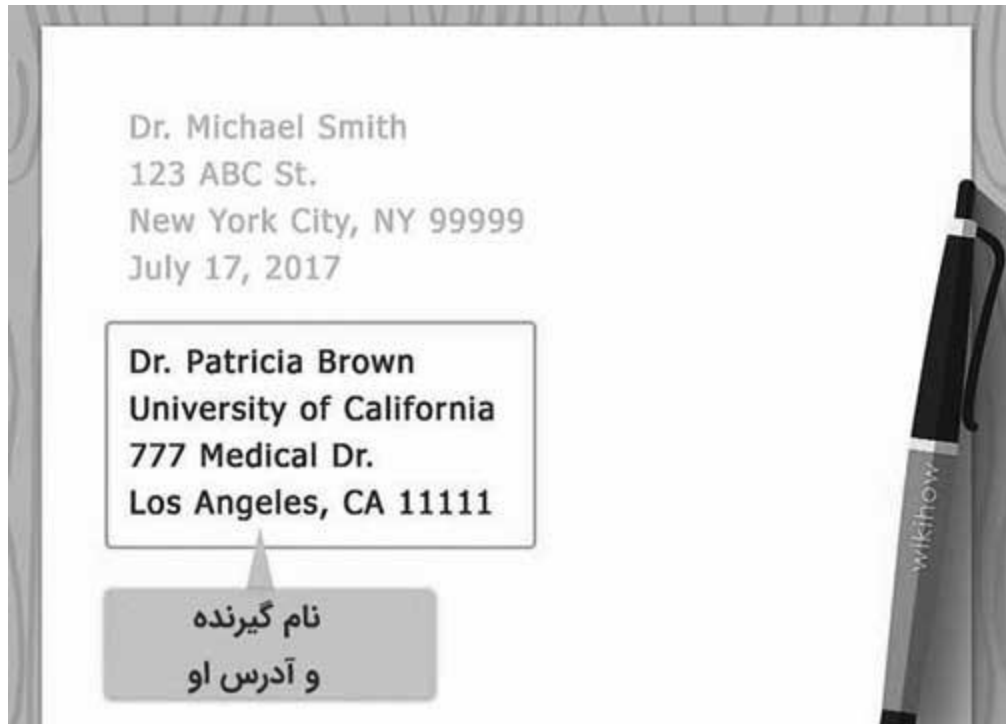 Dr. Michael Smith
123 ABC St.
New York City, NY 99999
July 17, 2017
Dr. Patricia Brown
University of California
777 Medical Dr.
Los Angeles, CA 11111
نام گیرنده
و آدرس او
wikihow